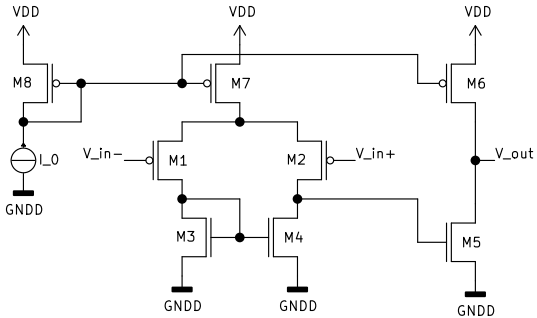 VDD
VDD
VDD
M8
M7
M6
I_0
V_in-
M1
M2
V_in+
V_out
GNDD
M3
M4
M5
GNDD
GNDD
GNDD